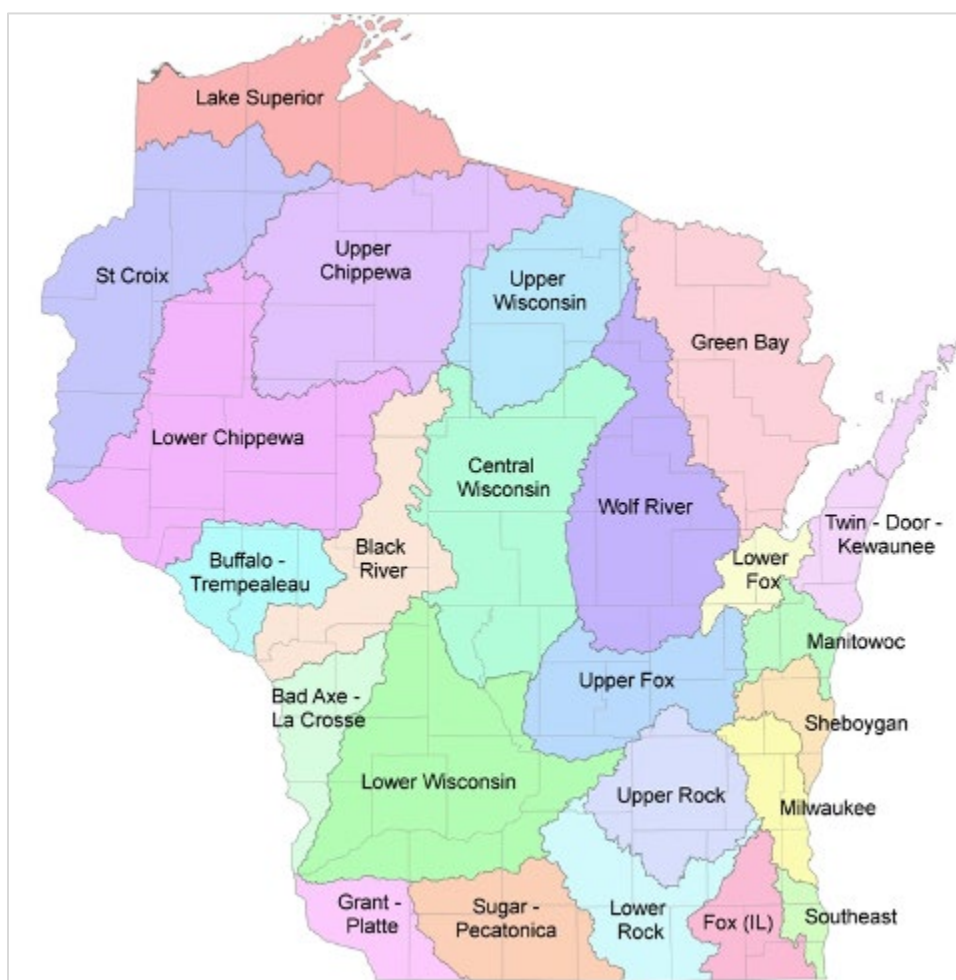 Lake Superior
St Croix
Upper
Chippewa
Upper
Wisconsin
Green Bay
Lower Chippewa
Central
Wisconsin
Wolf River
Twin - Door -
Kewaunee
Buffalo -
Trempealeau
Black
River
Lower
Fox
Manitowoc
Bad Axe -
La Crosse
Upper Fox
Sheboygan
Lower Wisconsin
Upper Rock
Milwaukee
Grant -
Platte
Sugar -
Pecatonica
Lower
Rock
Fox (IL)
Southeast